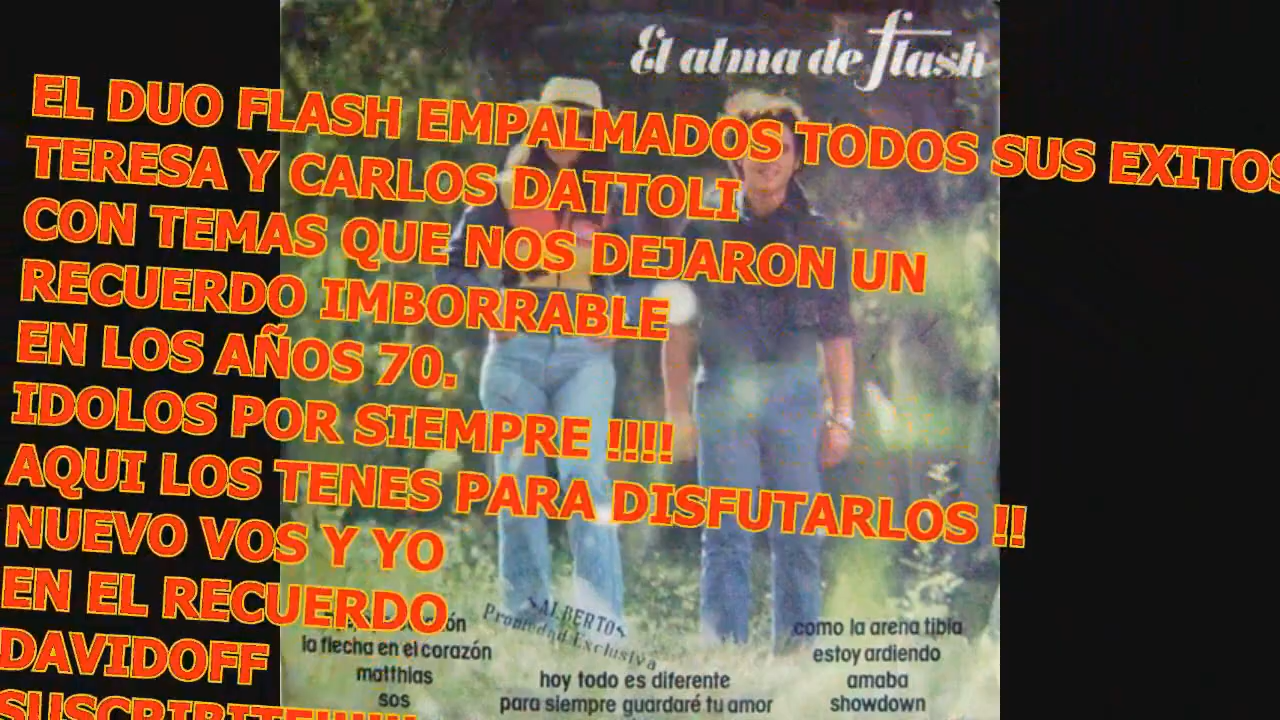 El alma de flash
EL DUO FLASH EMPALMADOS TODOS SUS EXITOS
TERESA Y CARLOS DATTOLI
CON TEMAS QUE NOS DEJARON UN
RECUERDO IMBORRABLE
EN LOS AÑOS 70.
IDOLOS POR SIEMPRE !!!!
AQUI LOS TENES PARA DISFUTARLOS !!
NUEVO VOS Y YO
EN EL RECUERDO
DAVIDOFF
SUSCRIBITE!!!!!!
ALBERTO
Propiedad Exclusiva
la flecha en el corazón
matthias
sos
hoy todo es diferente
para siempre guardaré tu amor
como la arena tibia
estoy ardiendo
amaba
showdown